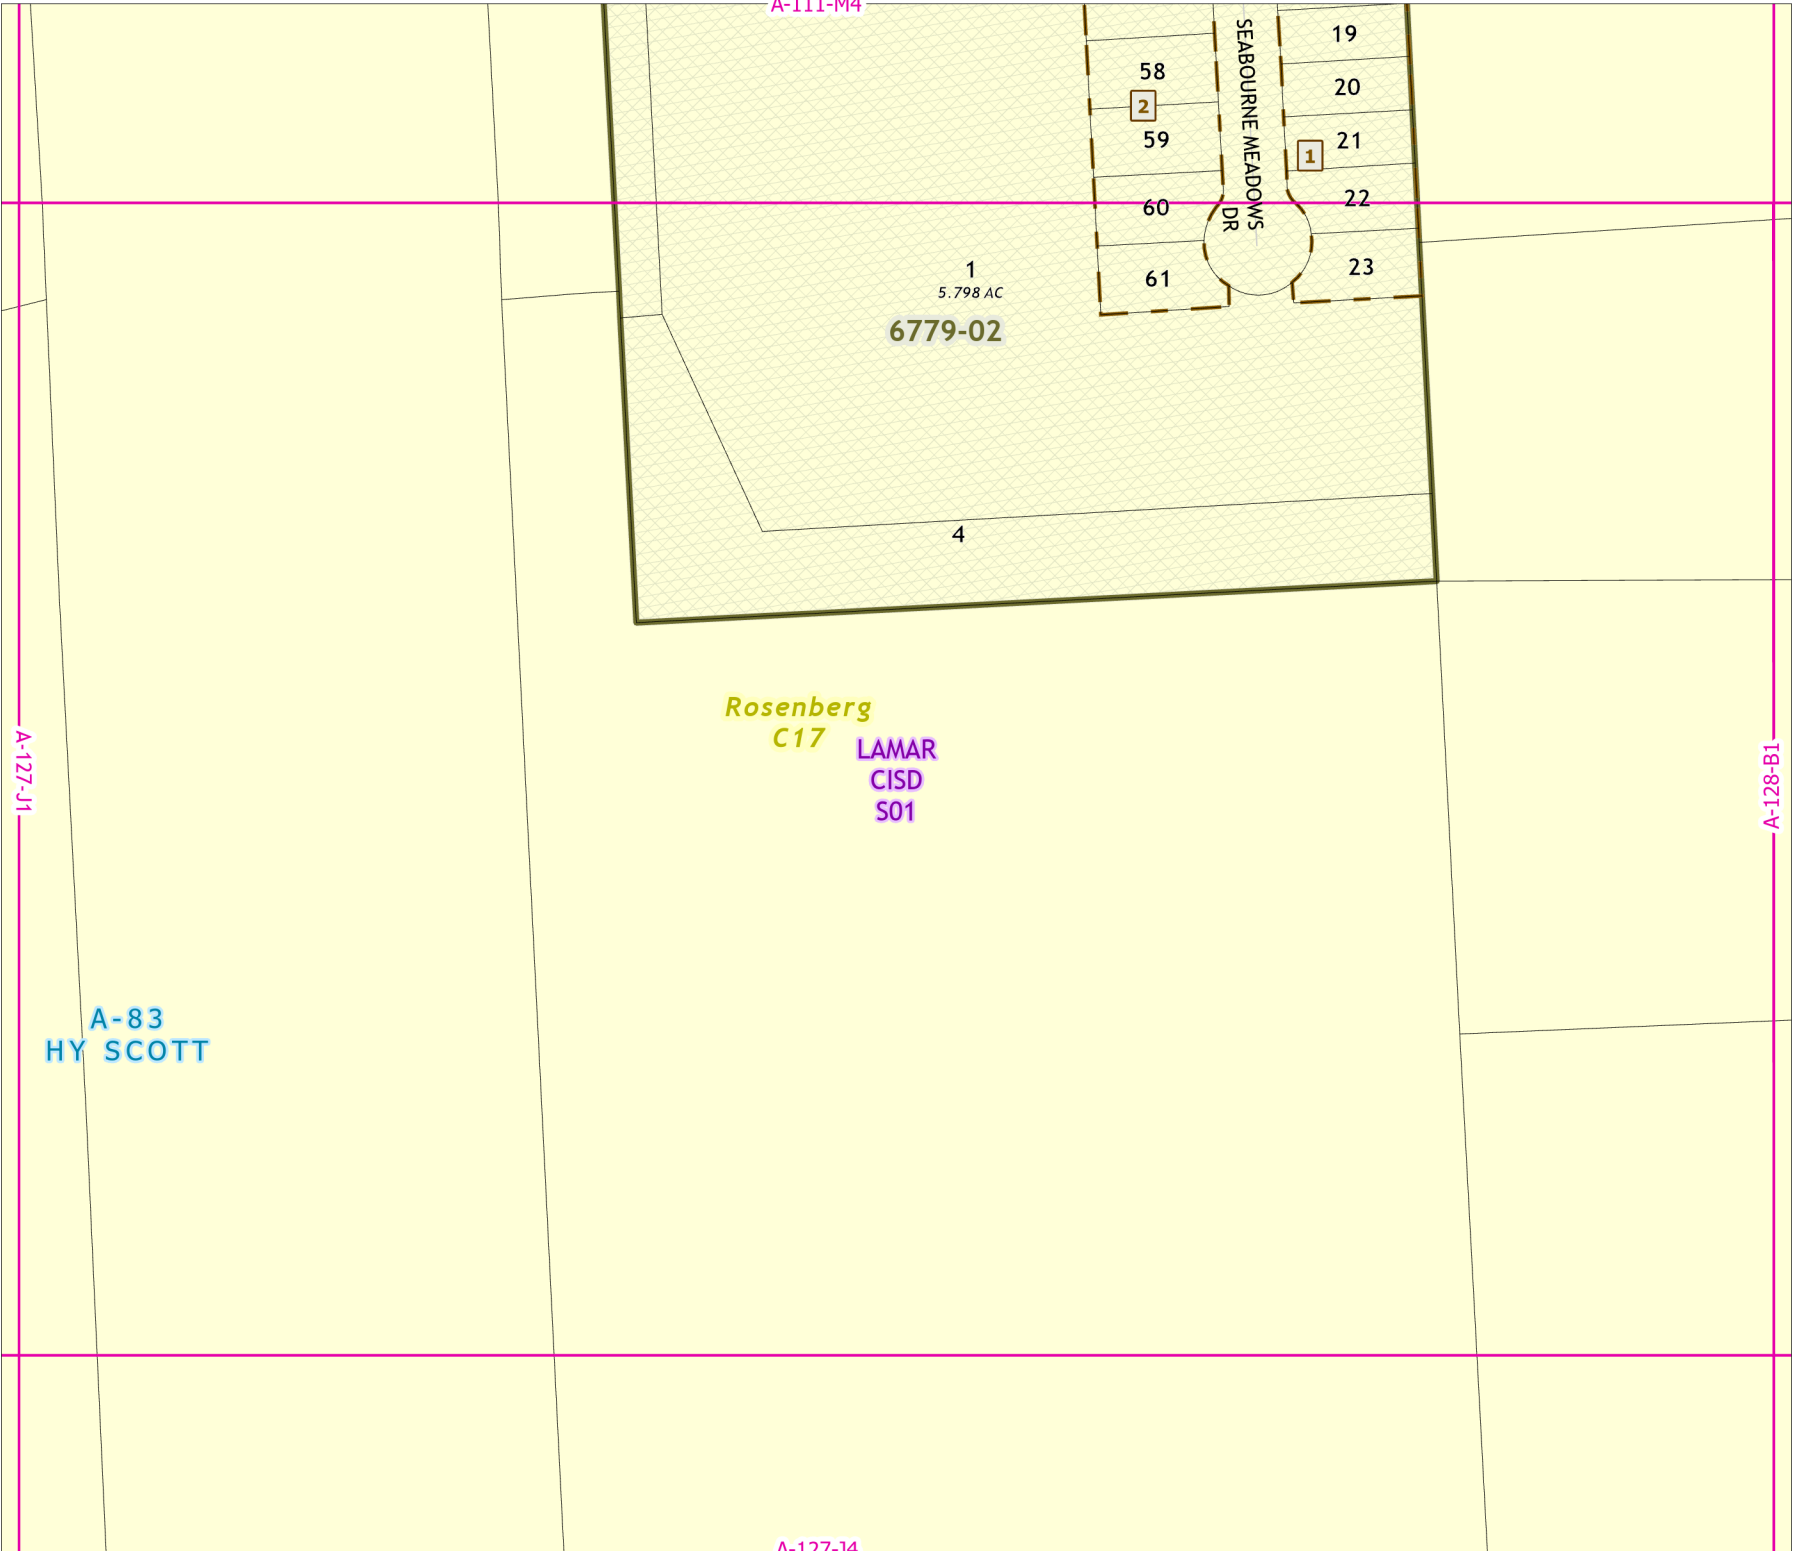 A-111-M4
19
58
20
2
59
21
1
SEABOURNE MEADOWS
DR
22
60
23
61
1
5.798 AC
6779-02
4
Rosenberg
C17
LAMAR
CISD
S01
A-127-J1
A-128-B1
A-83
HY SCOTT
A-127-J4